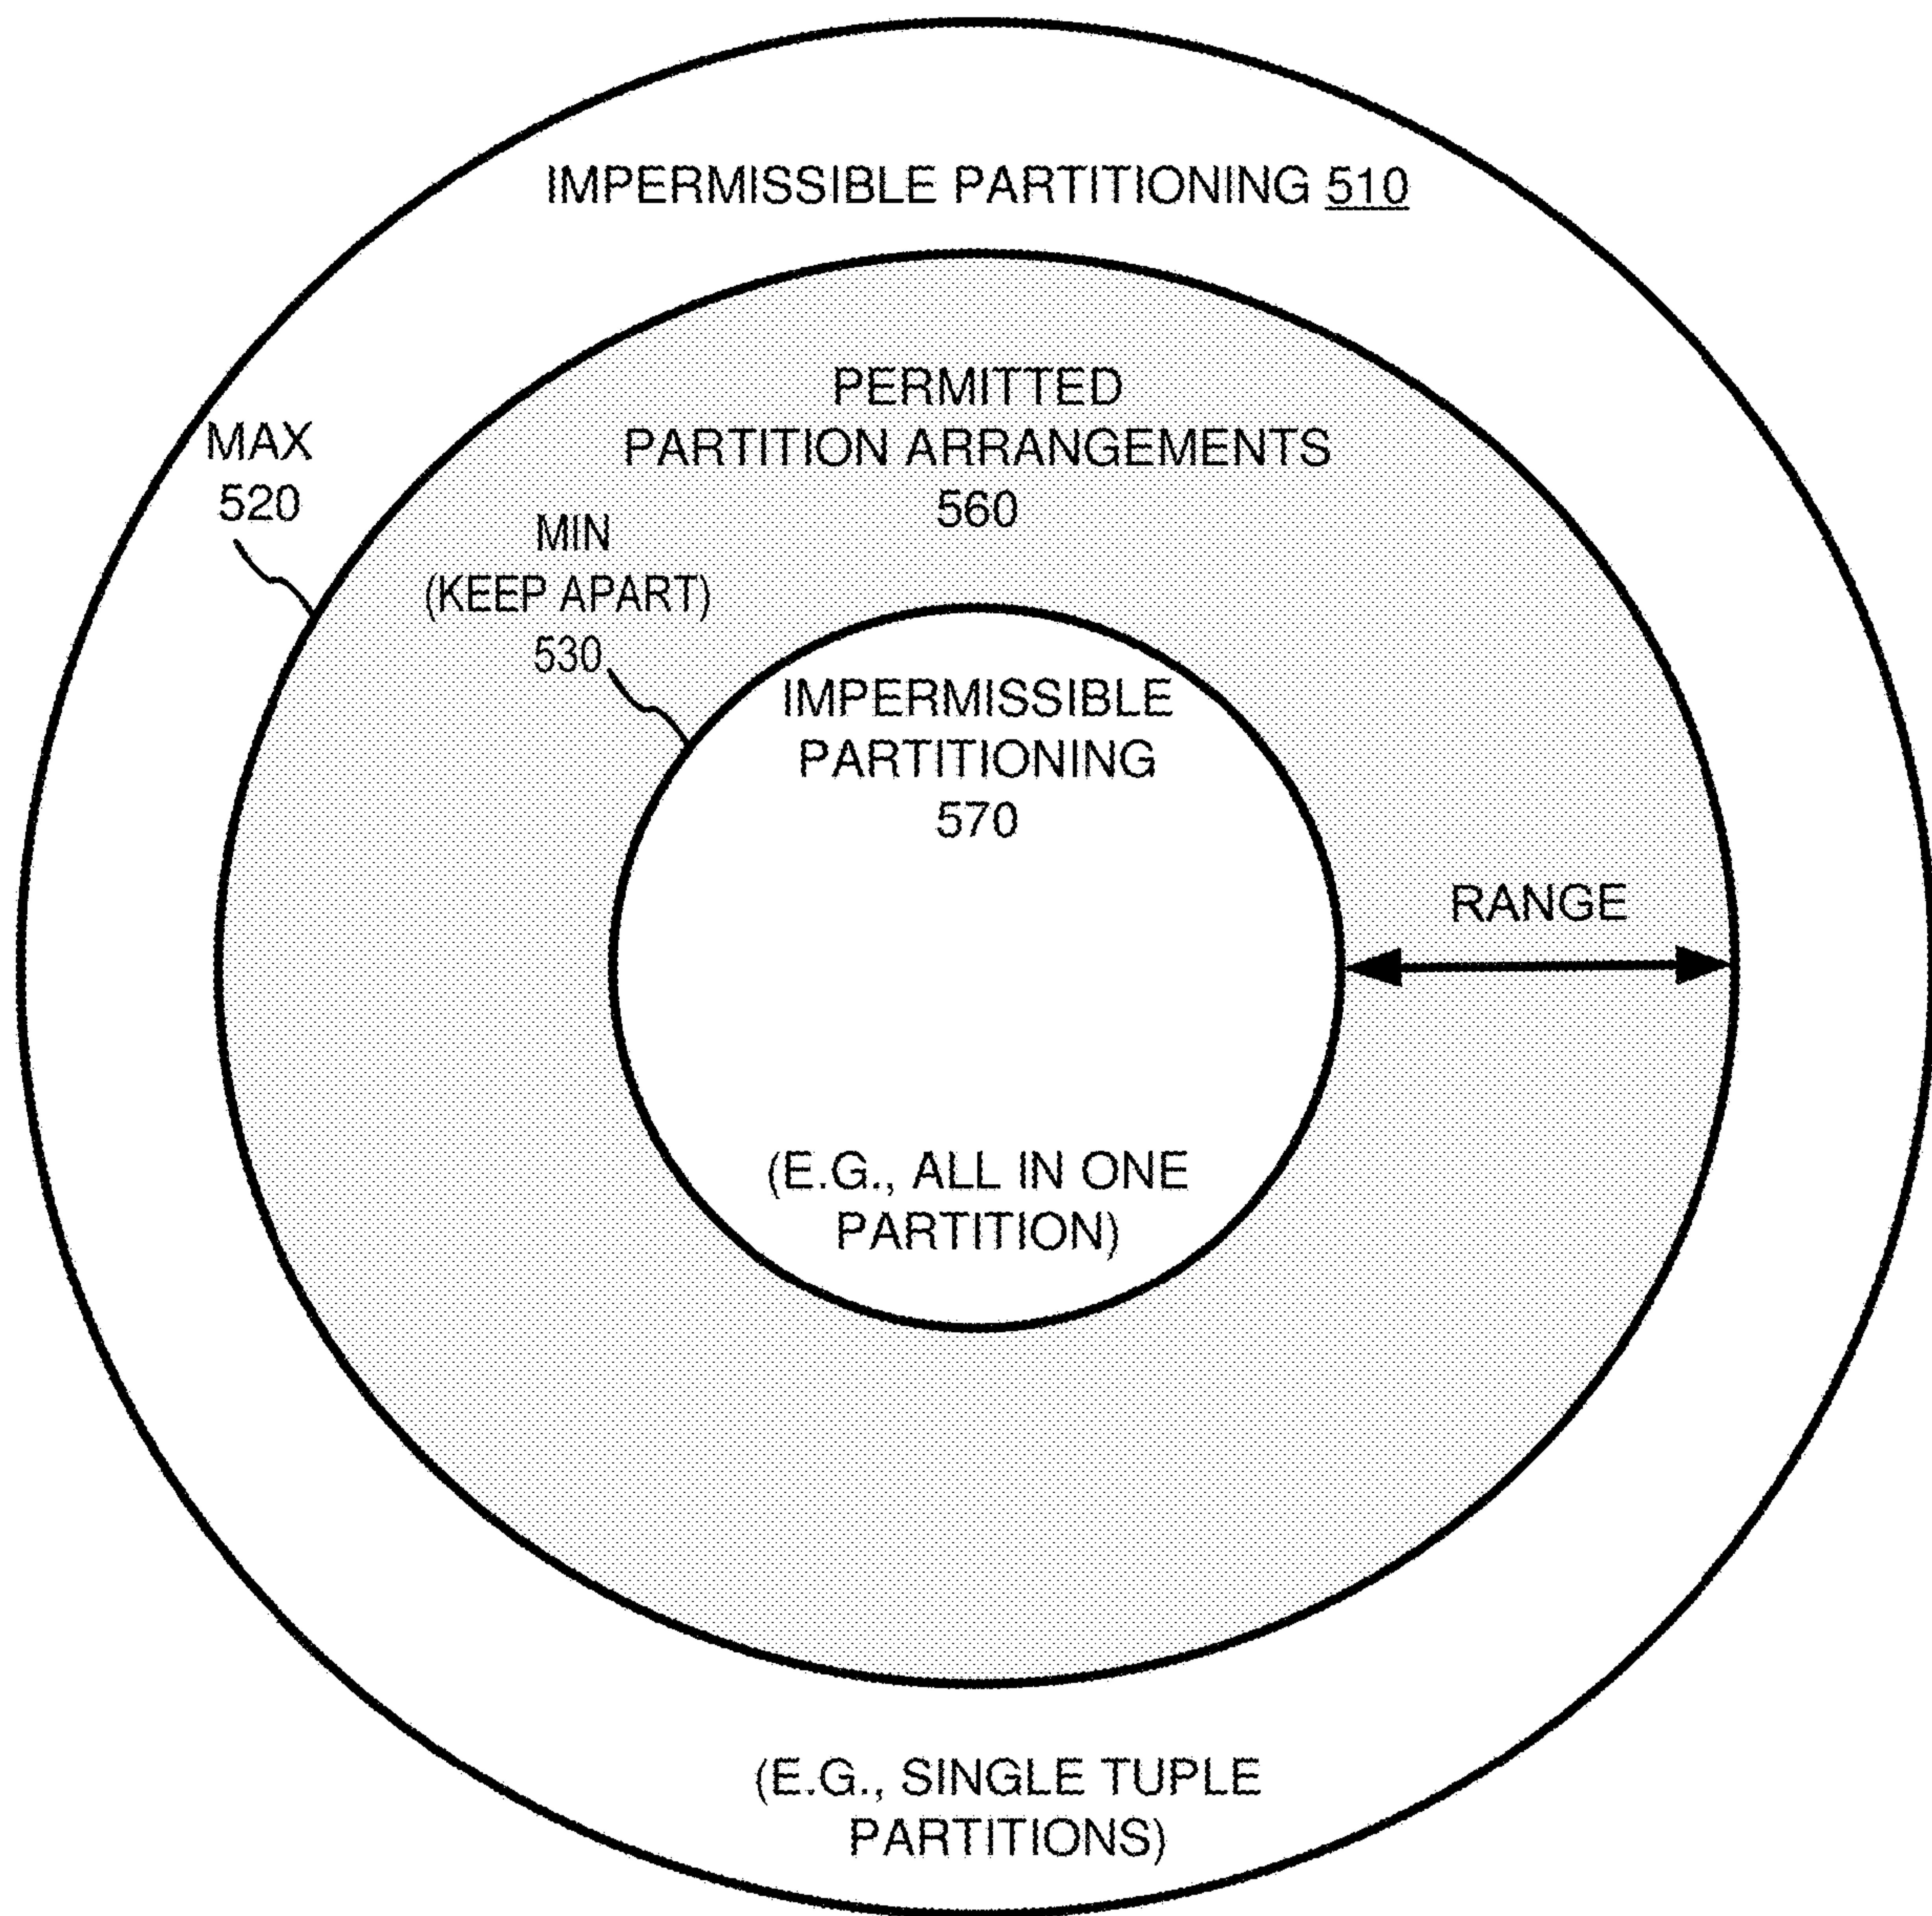 IMPERMISSIBLE PARTITIONING 510
PERMITTED
PARTITION ARRANGEMENTS
560
MAX
520
MIN
(KEEP APART)
530
IMPERMISSIBLE
PARTITIONING
570
RANGE
(E.G., ALL IN ONE
PARTITION)
(E.G., SINGLE TUPLE
PARTITIONS)